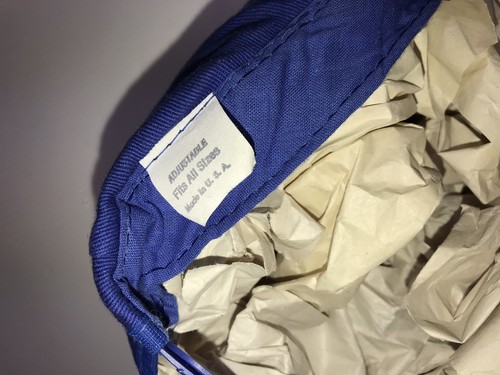 ADJUSTABLE
Fits All Sizes
Made in U. S. A.